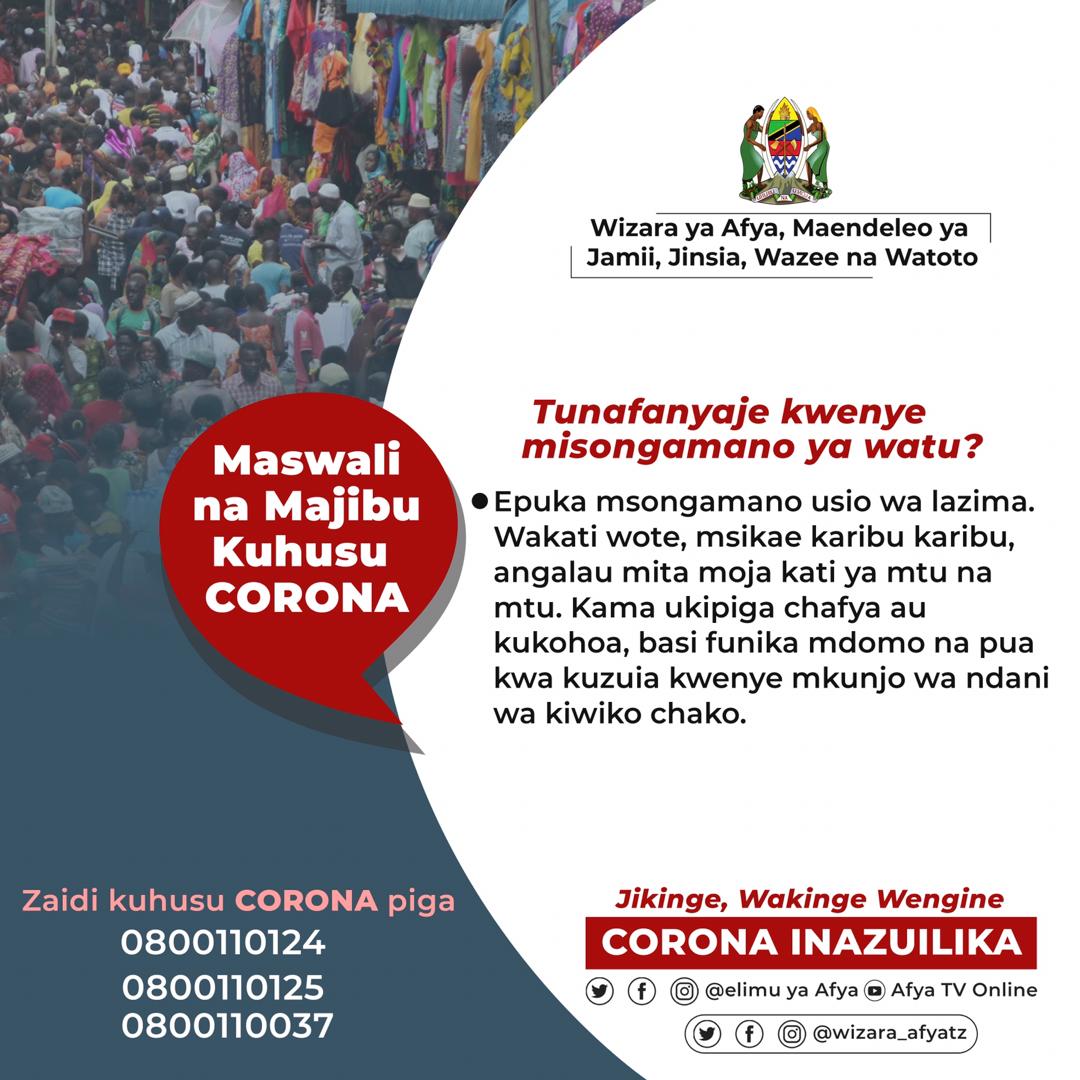 Wizara ya Afya, Maendeleo ya
Jamii, Jinsia, Wazee na Watoto
Maswali
na Majibu
Kuhusu
CORONA
Tunafanyaje kwenye
misongamano ya watu?
● Epuka msongamano usio wa lazima.
Wakati wote, msikae karibu karibu,
angalau mita moja kati ya mtu na
mtu. Kama ukipiga chafya au
kukohoa, basi funika mdomo na pua
kwa kuzuia kwenye mkunjo wa ndani
wa kiwiko chako.
Zaidi kuhusu CORONA piga
0800110124
0800110125
0800110037
Jikinge, Wakinge Wengine
CORONA INAZUILIKA
@elimu ya Afya Afya TV Online
@wizara_afyatz